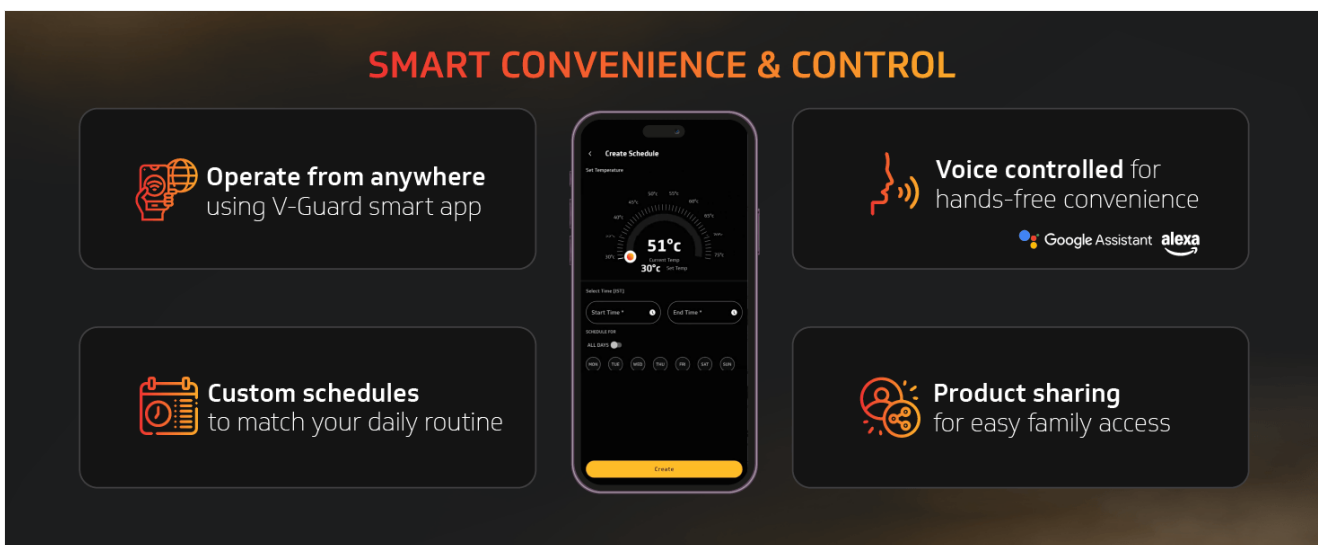 SMART CONVENIENCE & CONTROL
Operate from anywhere
using V-Guard smart app
Custom schedules
to match your daily routine
Create Schedule
Set Temperature
50°c 55°c
45°c 60°c
40°c 65°c
30°c 75°c
51°c
Current Temp
30°c Set Temp
Select Time (IST)
Start Time * End Time *
SCHEDULE FOR
ALL DAYS
MON TUE WED THU FRI SAT SUN
Create
Voice controlled for
hands-free convenience
Google Assistant alexa
Product sharing
for easy family access